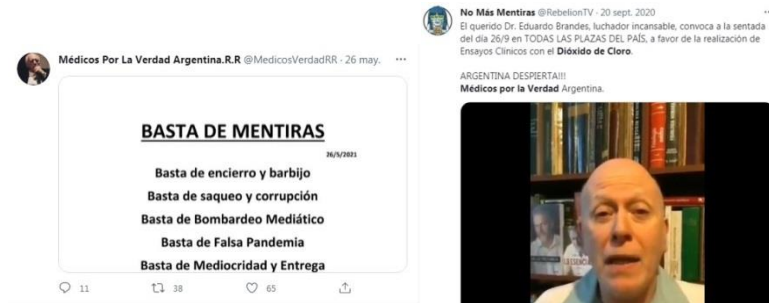 Médicos Por La Verdad Argentina.R.R @MedicosVerdadRR · 26 may.
BASTA DE MENTIRAS
26/5/2021
Basta de encierro y barbijo
Basta de saqueo y corrupción
Basta de Bombardeo Mediático
Basta de Falsa Pandemia
Basta de Mediocridad y Entrega
11 38 65
No Más Mentiras @RebelionTV · 20 sept. 2020
El querido Dr. Eduardo Brandes, luchador incansable, convoca a la sentada
del día 26/9 en TODAS LAS PLAZAS DEL PAÍS, a favor de la realización de
Ensayos Clínicos con el Dióxido de Cloro.
ARGENTINA DESPIERTA!!!
Médicos por la Verdad Argentina.